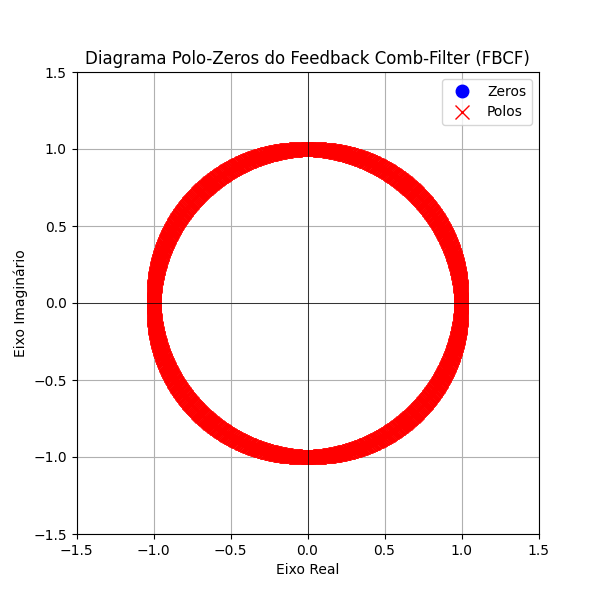 Diagrama Polo-Zeros do Feedback Comb-Filter (FBCF)
Zeros
Polos
1.5
1.0
0.5
0.0
−0.5
−1.0
−1.5
Eixo Imaginário
−1.5 −1.0 −0.5 0.0 0.5 1.0 1.5
Eixo Real